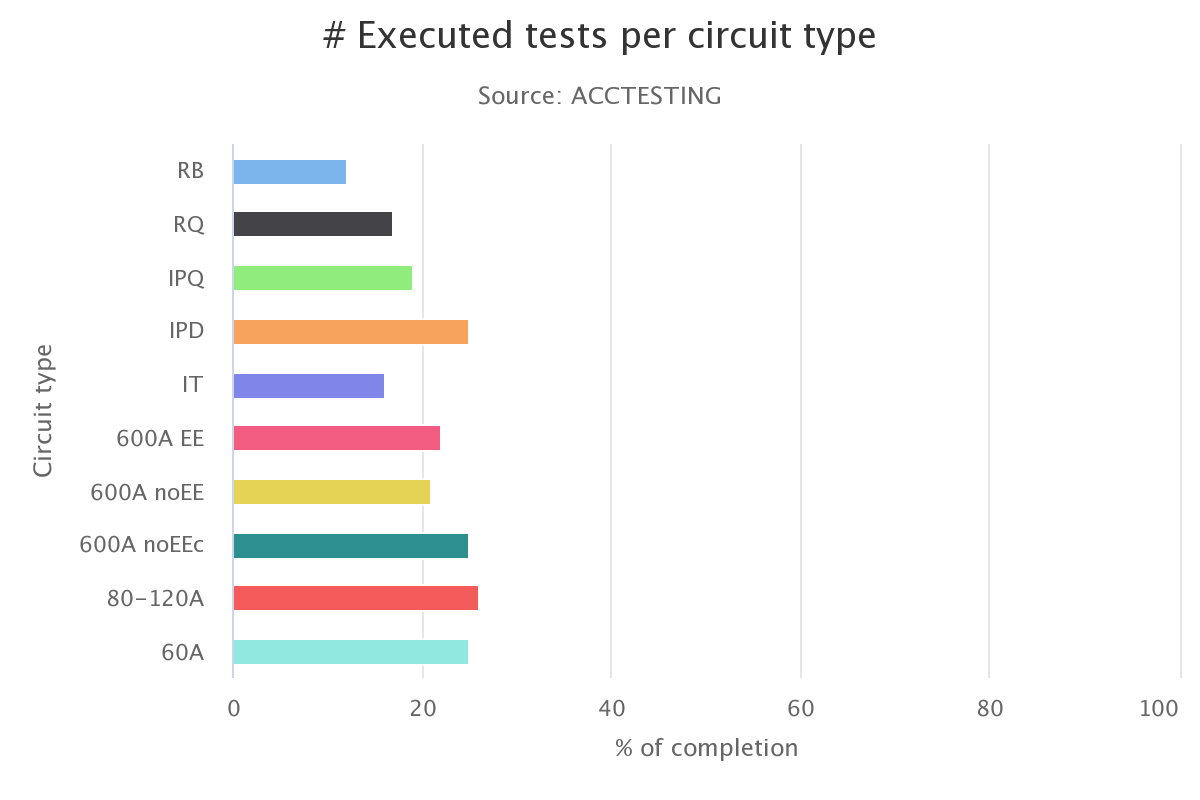 # Executed tests per circuit type
Source: ACCTESTING
Circuit type
RB
RQ
IPQ
IPD
IT
600A EE
600A noEE
600A noEEc
80−120A
60A
0 20 40 60 80 100
% of completion